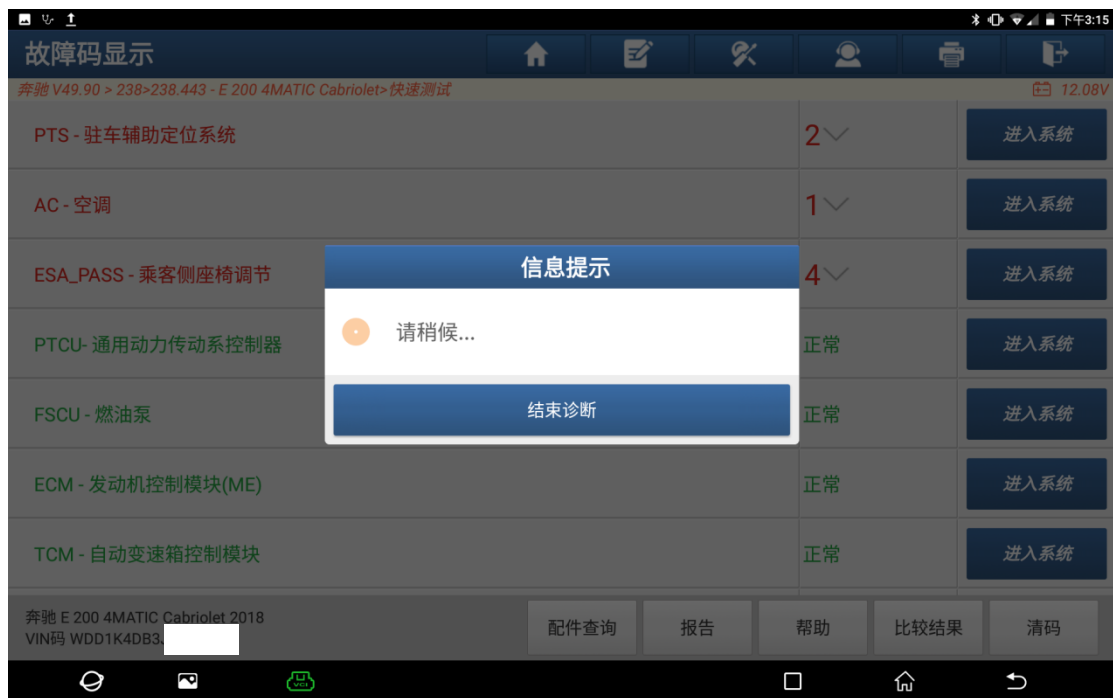 下午3:15
故障码显示
奔驰 V49.90 > 238>238.443 - E 200 4MATIC Cabriolet>快速测试
12.08V
PTS - 驻车辅助定位系统
2
进入系统
AC - 空调
1
进入系统
ESA_PASS - 乘客侧座椅调节
4
进入系统
信息提示
请稍候...
结束诊断
PTCU- 通用动力传动系控制器
正常
进入系统
FSCU - 燃油泵
正常
进入系统
ECM - 发动机控制模块(ME)
正常
进入系统
TCM - 自动变速箱控制模块
正常
进入系统
奔驰 E 200 4MATIC Cabriolet 2018
VIN码 WDD1K4DB3J
配件查询
报告
帮助
比较结果
清码
VCI